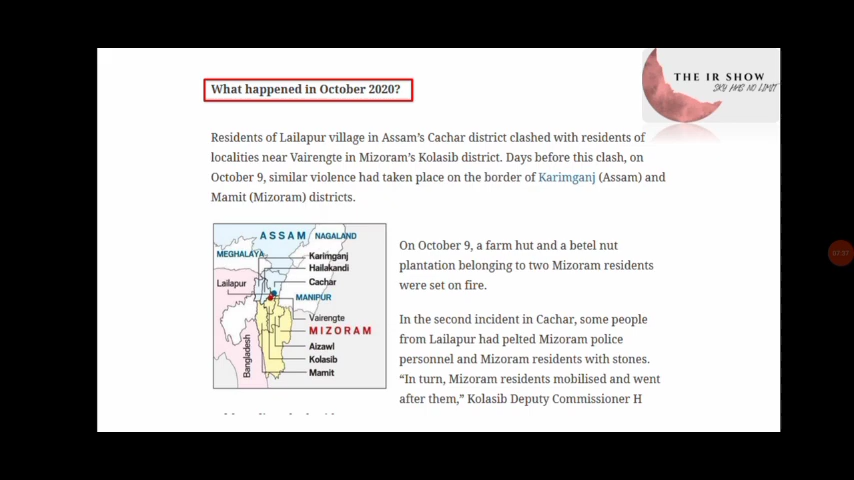 THE IR SHOW
SKY HAS NO LIMIT
What happened in October 2020?
Residents of Lailapur village in Assam’s Cachar district clashed with residents of
localities near Vairengte in Mizoram’s Kolasib district. Days before this clash, on
October 9, similar violence had taken place on the border of Karimganj (Assam) and
Mamit (Mizoram) districts.
ASSAM
NAGALAND
MEGHALAYA
Karimganj
Hailakandi
Cachar
Lailapur
MANIPUR
Vairengte
MIZORAM
Aizawl
Kolasib
Mamit
Bangladesh
On October 9, a farm hut and a betel nut
plantation belonging to two Mizoram residents
were set on fire.
In the second incident in Cachar, some people
from Lailapur had pelted Mizoram police
personnel and Mizoram residents with stones.
“In turn, Mizoram residents mobilised and went
after them,” Kolasib Deputy Commissioner H